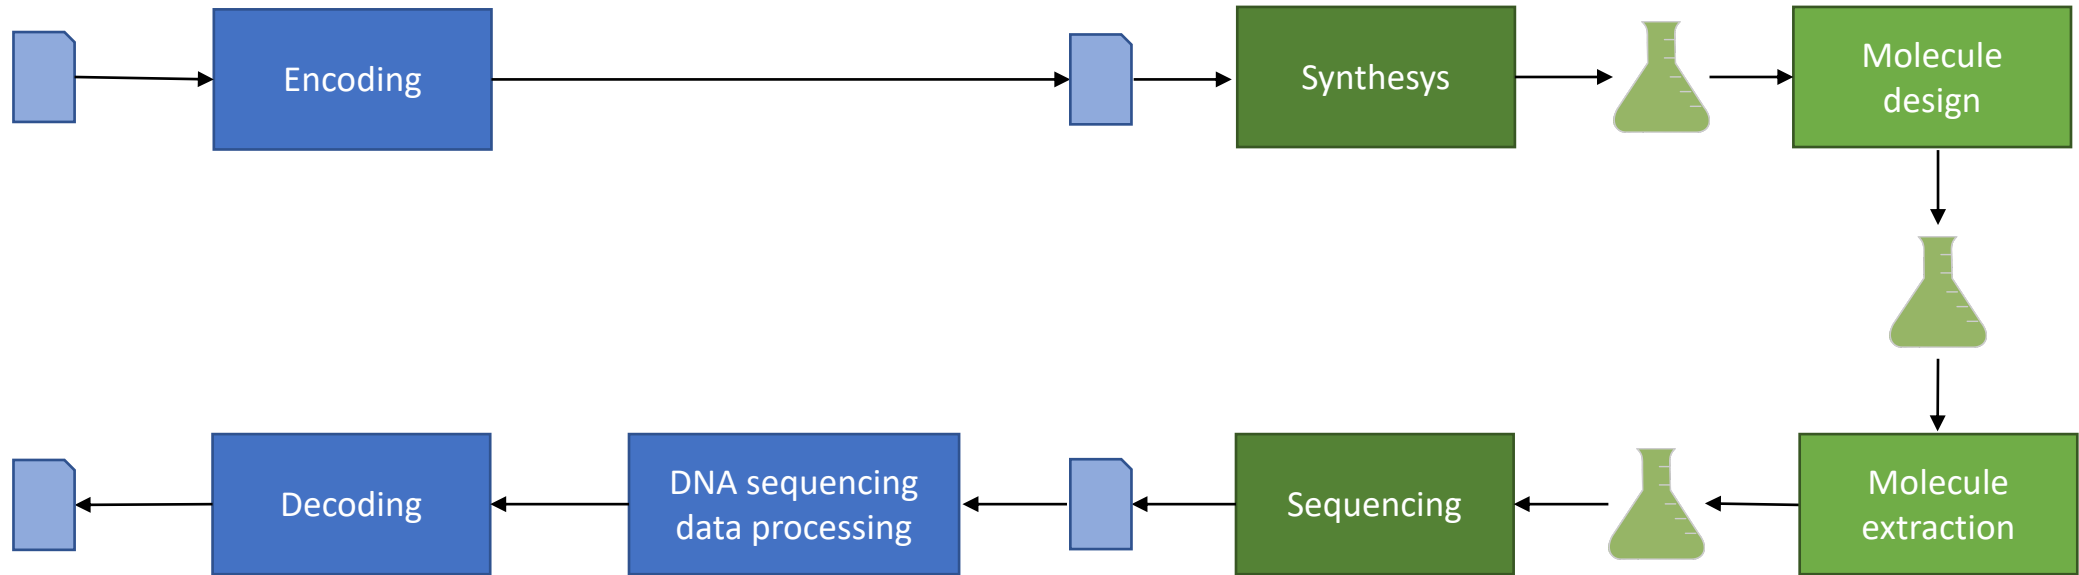 Encoding
Synthesys
Molecule
design
Decoding
DNA sequencing
data processing
Sequencing
Molecule
extraction